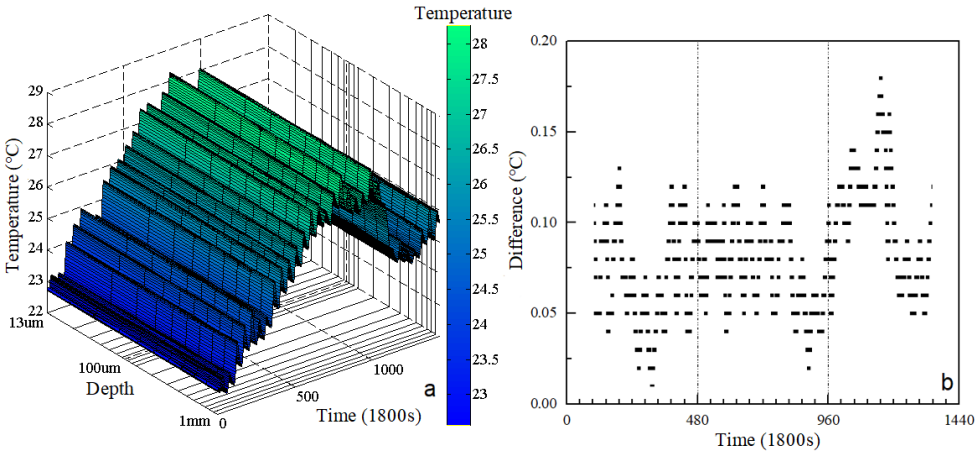 Temperature
28
27.5
27
26.5
26
25.5
25
24.5
24
23.5
23
29
28
27
26
25
24
23
22
Temperature (°C)
13um
100um
1mm
Depth
0
500
1000
Time (1800s)
a
0.20
0.15
0.10
0.05
0.00
Difference (°C)
0
480
960
1440
Time (1800s)
b